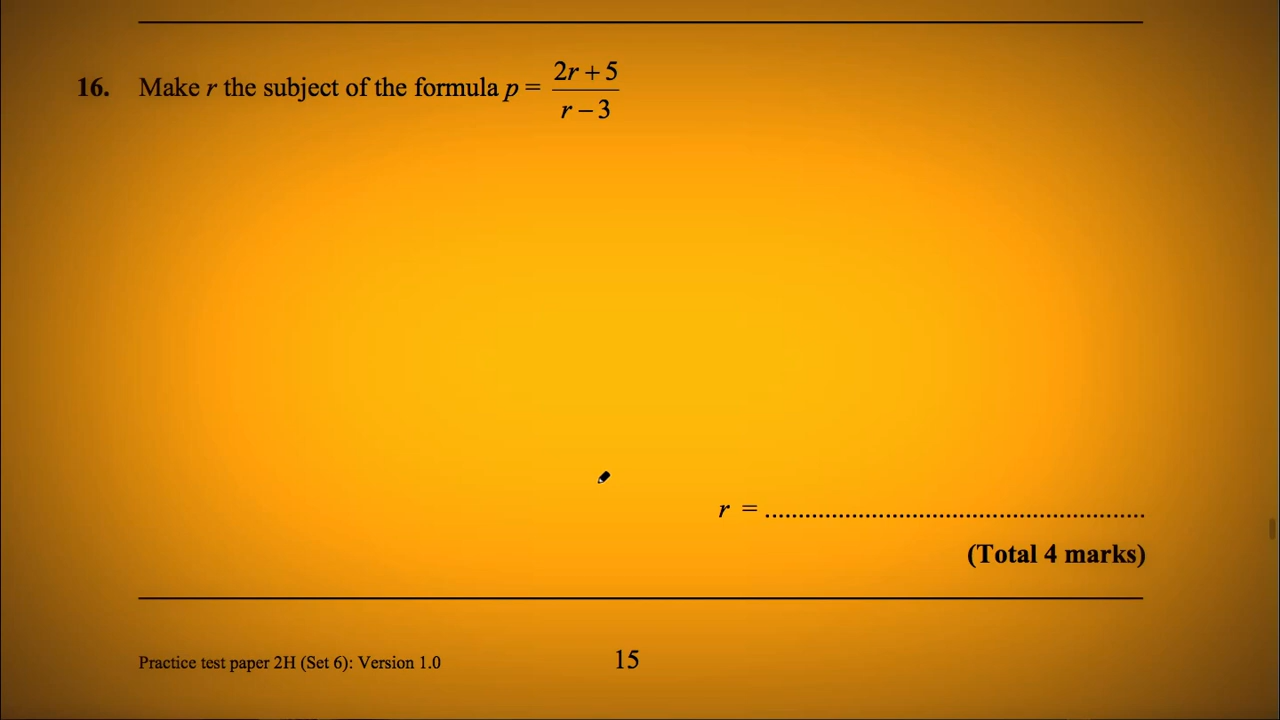 16. Make r the subject of the formula p = (2r + 5)/(r − 3)
r = ........................................................
(Total 4 marks)
Practice test paper 2H (Set 6): Version 1.0
15